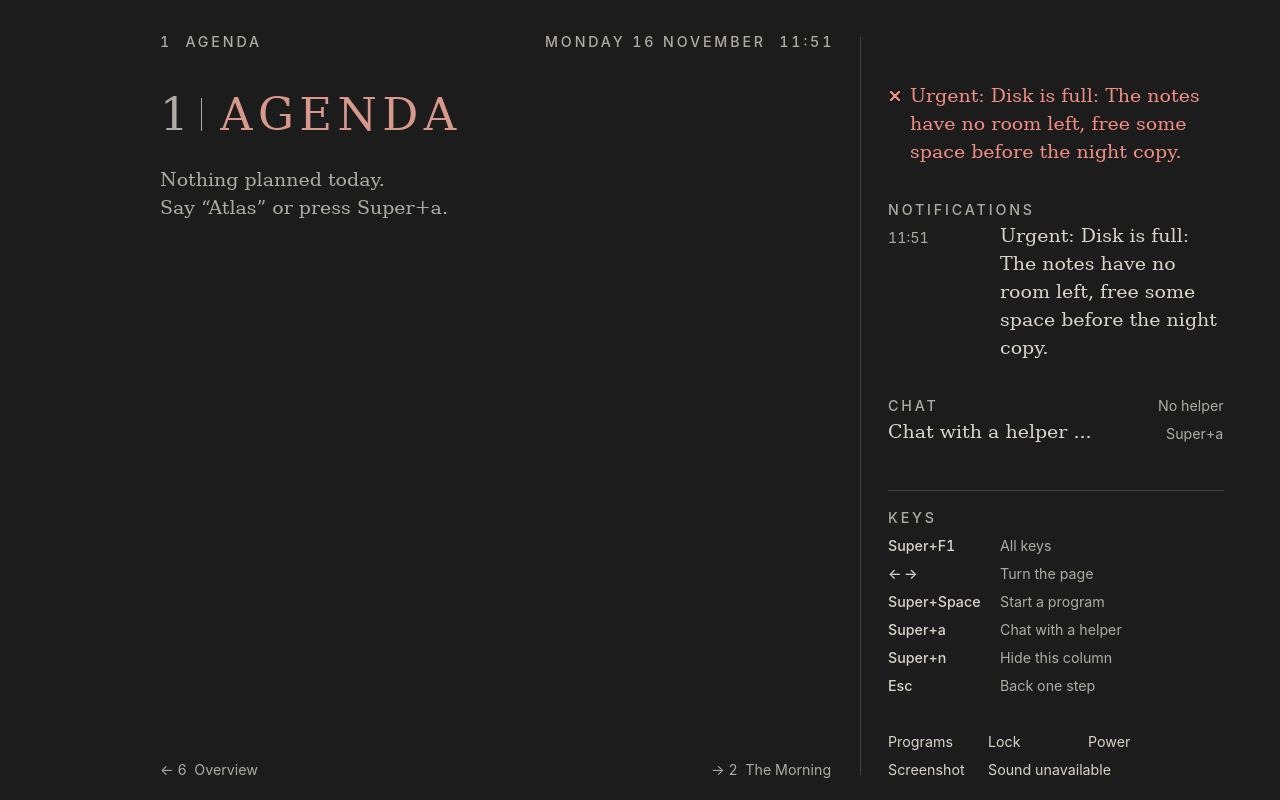 1 AGENDA
MONDAY 16 NOVEMBER 11:51
1 AGENDA
Nothing planned today.
Say “Atlas” or press Super+a.
← 6 Overview
→ 2 The Morning
× Urgent: Disk is full: The notes
have no room left, free some
space before the night copy.
NOTIFICATIONS
11:51 Urgent: Disk is full:
The notes have no
room left, free some
space before the night
copy.
CHAT No helper
Chat with a helper ... Super+a
KEYS
Super+F1 All keys
← → Turn the page
Super+Space Start a program
Super+a Chat with a helper
Super+n Hide this column
Esc Back one step
Programs Lock Power
Screenshot Sound unavailable